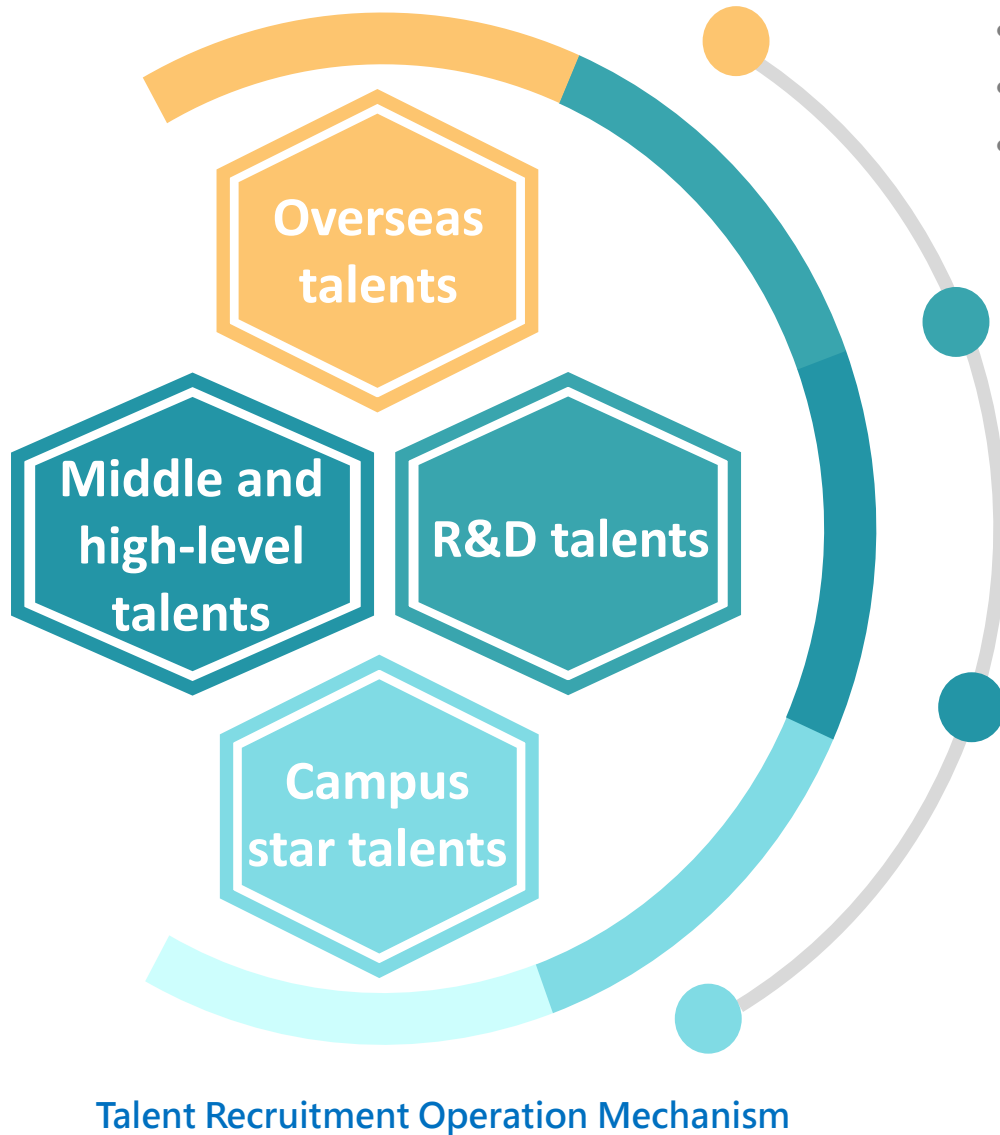 Overseas
talents
Middle and
high-level
talents
R&D talents
Campus
star talents
Talent Recruitment Operation Mechanism